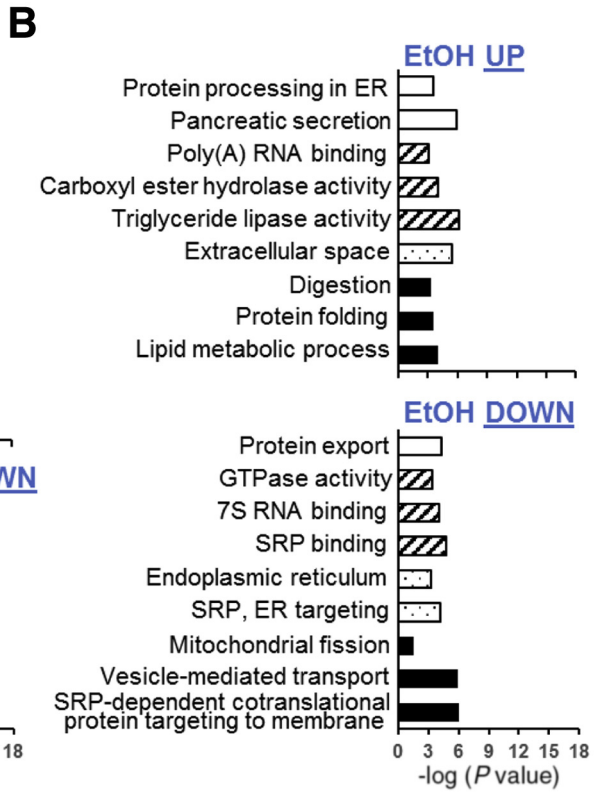 B
EtOH UP
Protein processing in ER
Pancreatic secretion
Poly(A) RNA binding
Carboxyl ester hydrolase activity
Triglyceride lipase activity
Extracellular space
Digestion
Protein folding
Lipid metabolic process
EtOH DOWN
WN
Protein export
GTPase activity
7S RNA binding
SRP binding
Endoplasmic reticulum
SRP, ER targeting
Mitochondrial fission
Vesicle-mediated transport
SRP-dependent cotranslational
protein targeting to membrane
18
0 3 6 9 12 15 18
-log (P value)